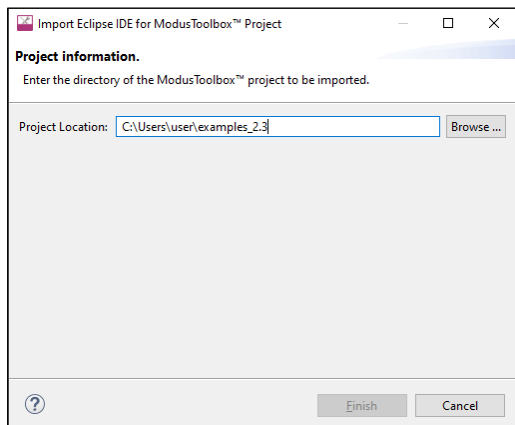 Import Eclipse IDE for ModusToolbox™ Project
Project information.
Enter the directory of the ModusToolbox™ project to be imported.
Project Location: C:\Users\user\examples_2.3 Browse ...
? Finish Cancel